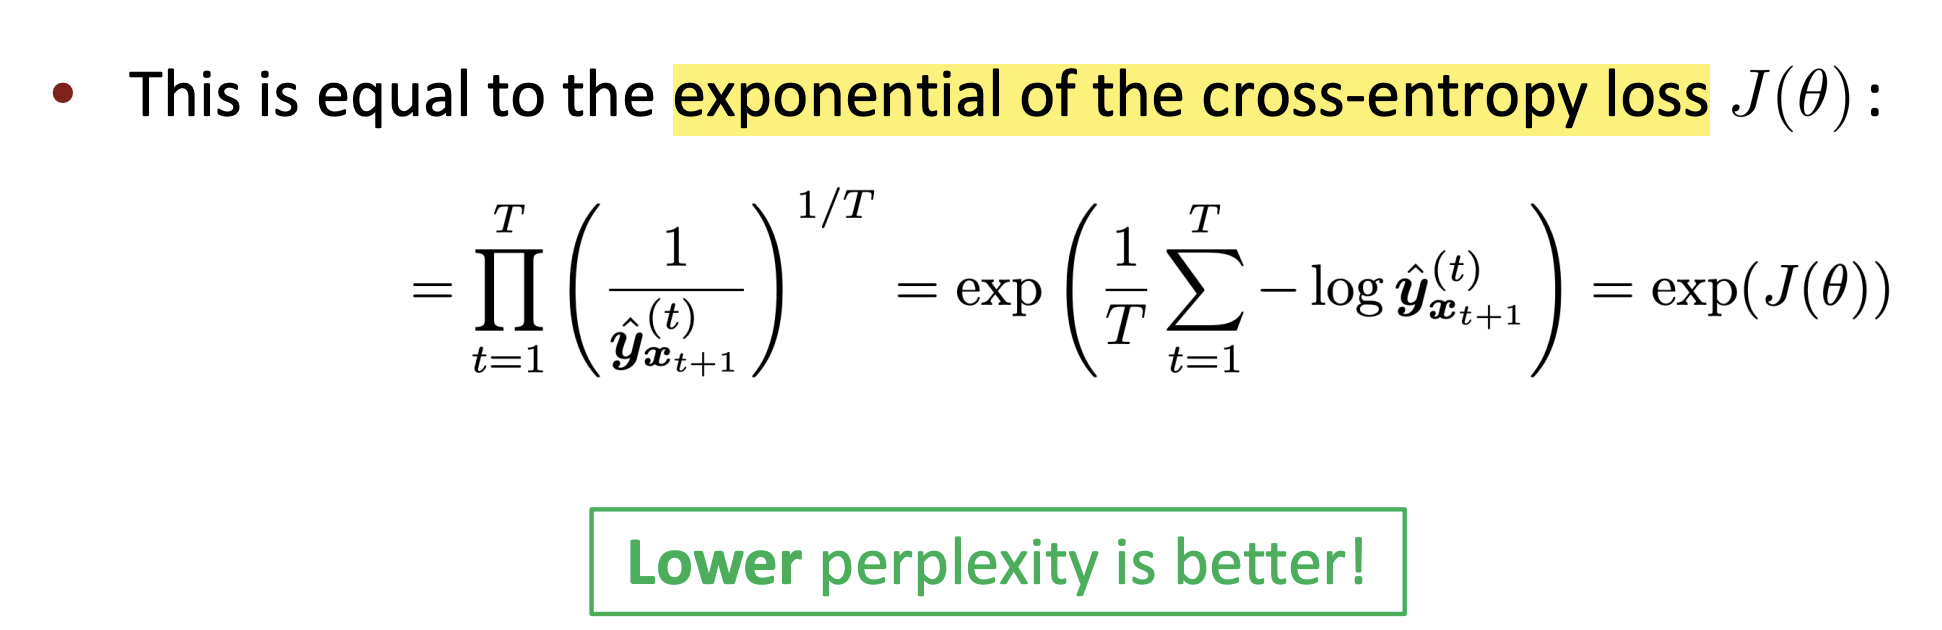 • This is equal to the exponential of the cross-entropy loss $J(\theta)$:
$= \prod_{t=1}^{T} \left( \frac{1}{\hat{\boldsymbol{y}}^{(t)}_{\boldsymbol{x}_{t+1}}} \right)^{1/T} = \exp\left( \frac{1}{T} \sum_{t=1}^{T} -\log \hat{\boldsymbol{y}}^{(t)}_{\boldsymbol{x}_{t+1}} \right) = \exp(J(\theta))$
Lower perplexity is better!